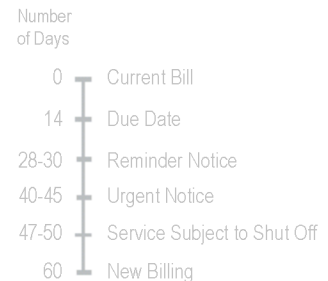 Number
of Days
0 Current Bill
14 Due Date
28-30 Reminder Notice
40-45 Urgent Notice
47-50 Service Subject to Shut Off
60 New Billing